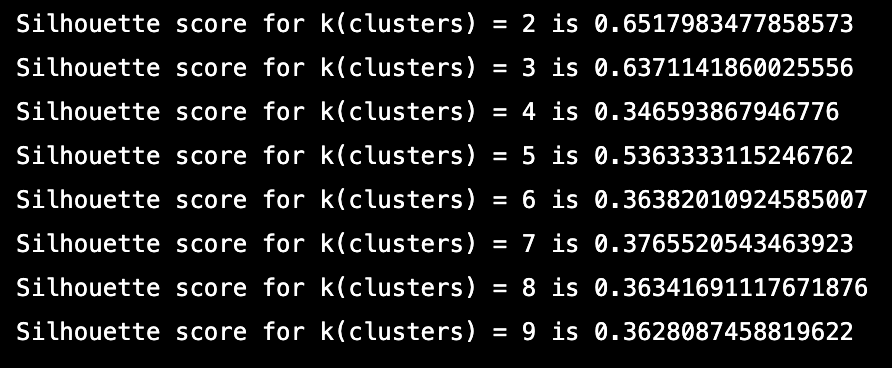 Silhouette score for k(clusters) = 2 is 0.6517983477858573
Silhouette score for k(clusters) = 3 is 0.6371141860025556
Silhouette score for k(clusters) = 4 is 0.346593867946776
Silhouette score for k(clusters) = 5 is 0.5363333115246762
Silhouette score for k(clusters) = 6 is 0.36382010924585007
Silhouette score for k(clusters) = 7 is 0.3765520543463923
Silhouette score for k(clusters) = 8 is 0.36341691117671876
Silhouette score for k(clusters) = 9 is 0.3628087458819622